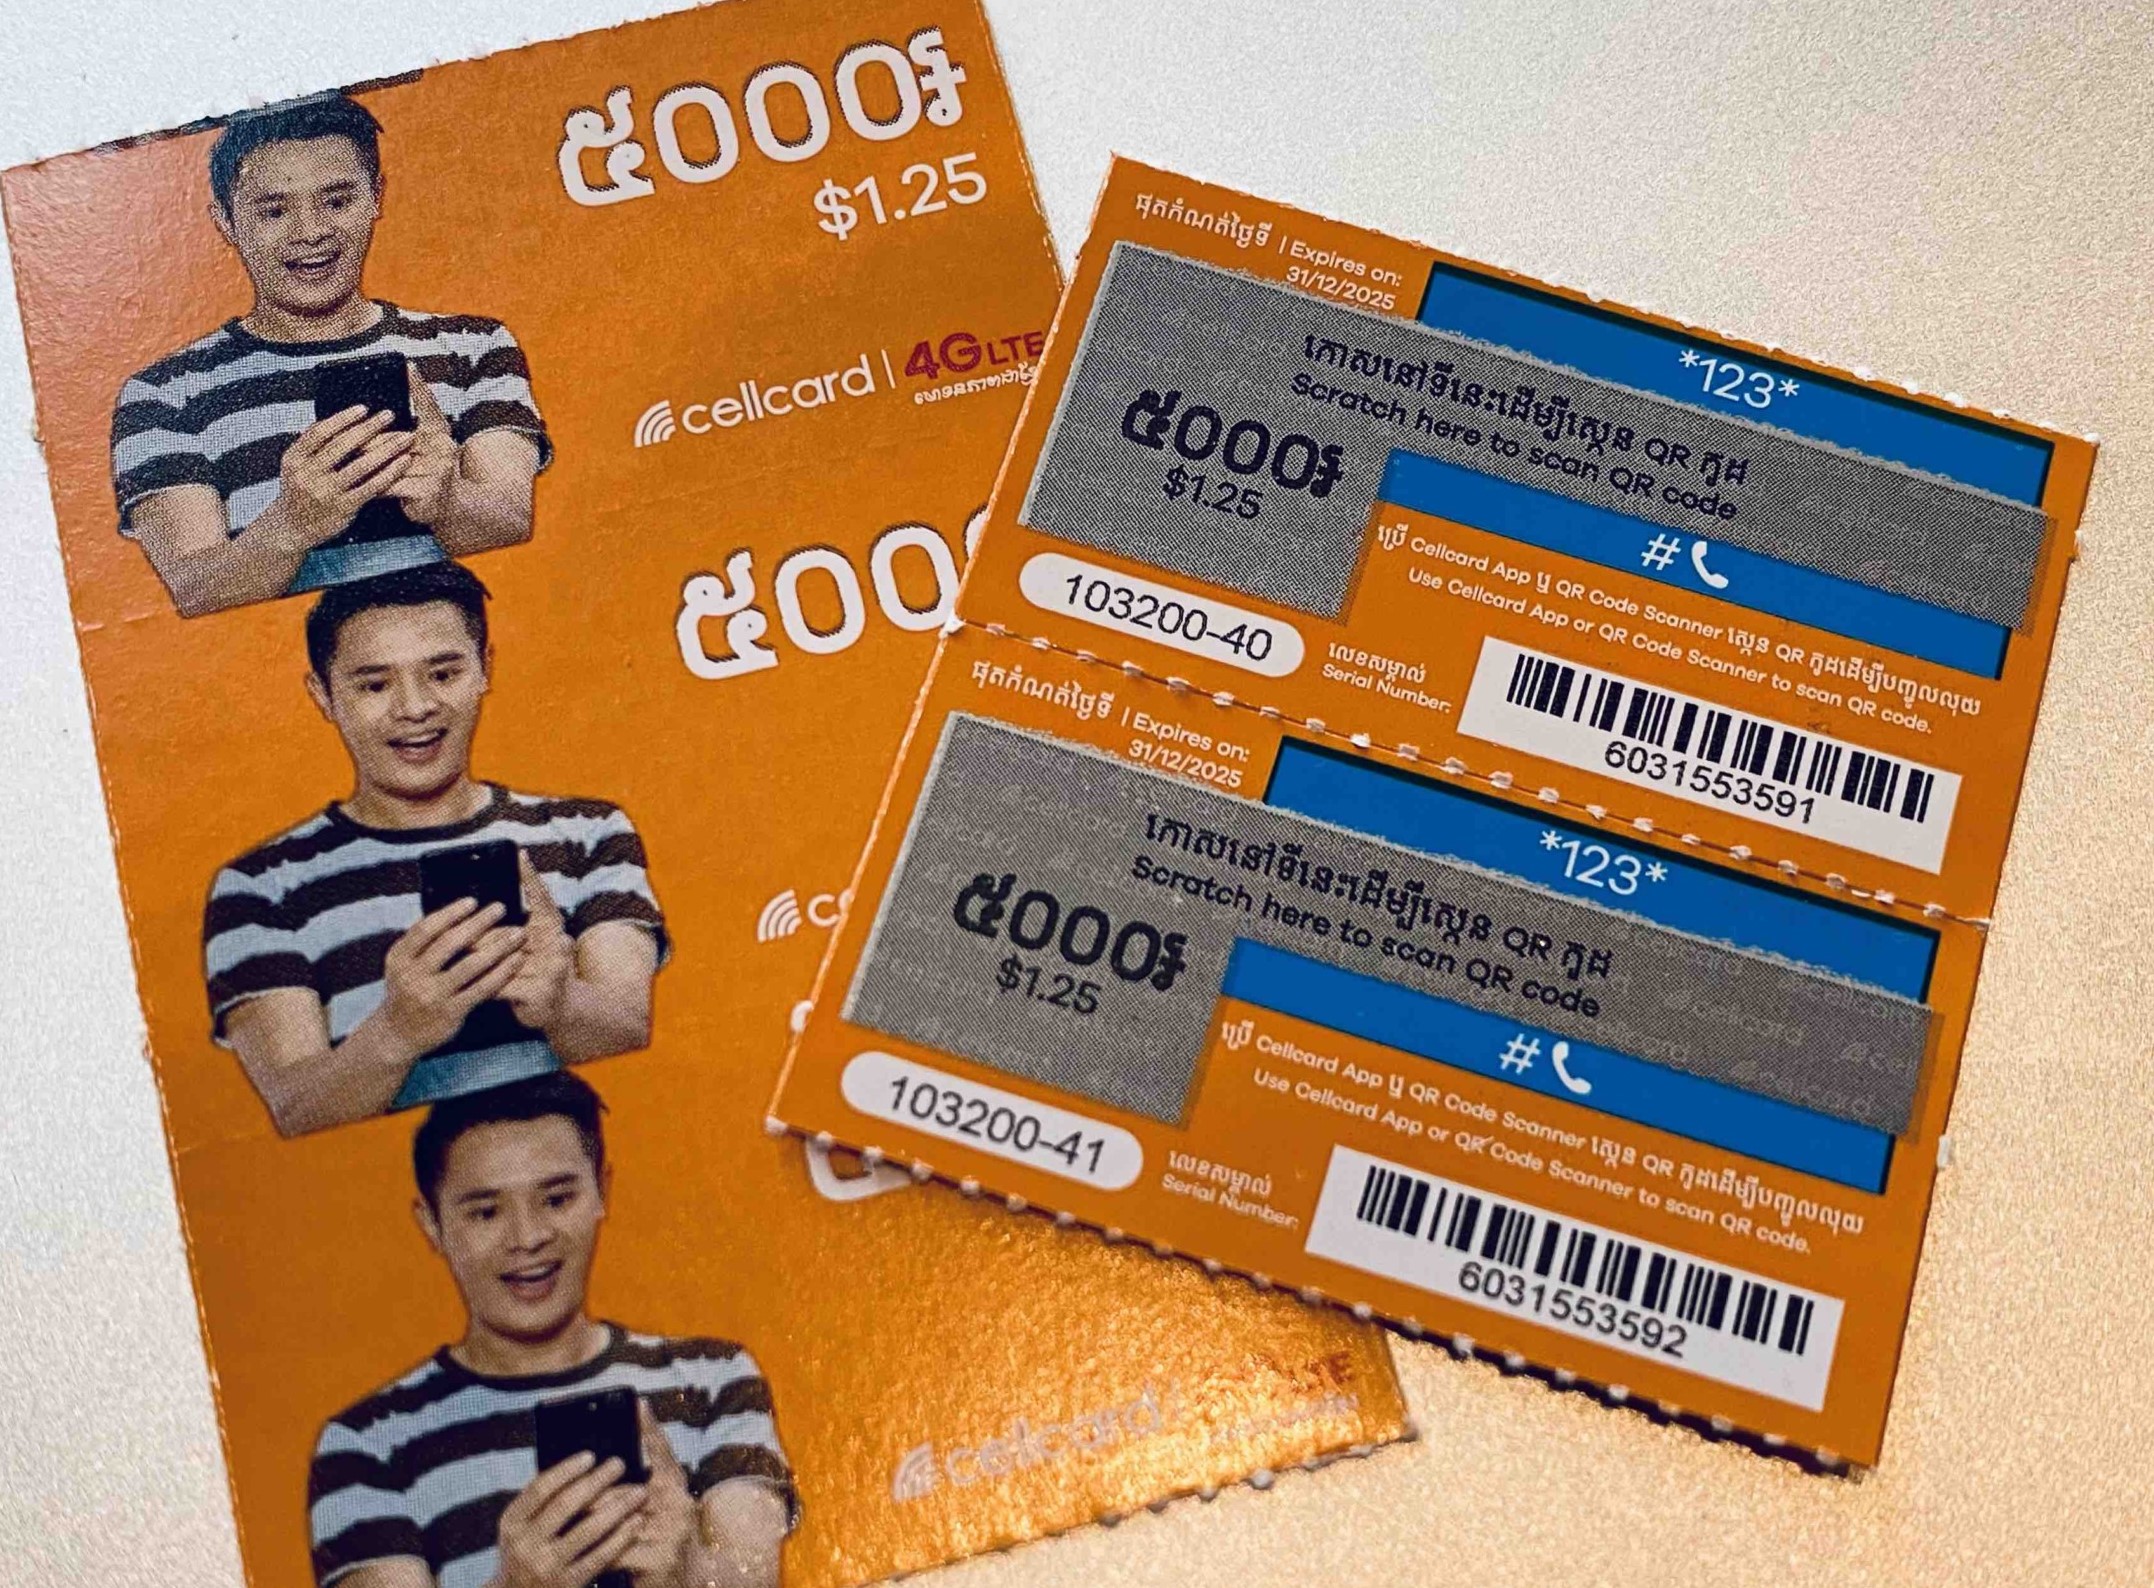 ៥០០០៛
$1.25
cellcard | 4G LTE
៥០០
៥០០០៛
$1.25
ផុតកំណត់ថ្ងៃទី | Expires on:
31/12/2025
*123*
កោសនៅទីនេះដើម្បីស្កេន QR កូដ
Scratch here to scan QR code
៥០០០៛
$1.25
#
ប្រើ Cellcard App ឬ QR Code Scanner ស្កេន QR កូដដើម្បីបញ្ចូលលុយ
Use Cellcard App or QR Code Scanner to scan QR code.
103200-40
លេខសម្គាល់
Serial Number:
6031553591
ផុតកំណត់ថ្ងៃទី | Expires on:
31/12/2025
*123*
កោសនៅទីនេះដើម្បីស្កេន QR កូដ
Scratch here to scan QR code
៥០០០៛
$1.25
#
ប្រើ Cellcard App ឬ QR Code Scanner ស្កេន QR កូដដើម្បីបញ្ចូលលុយ
Use Cellcard App or QR Code Scanner to scan QR code.
103200-41
លេខសម្គាល់
Serial Number:
6031553592
cellcard